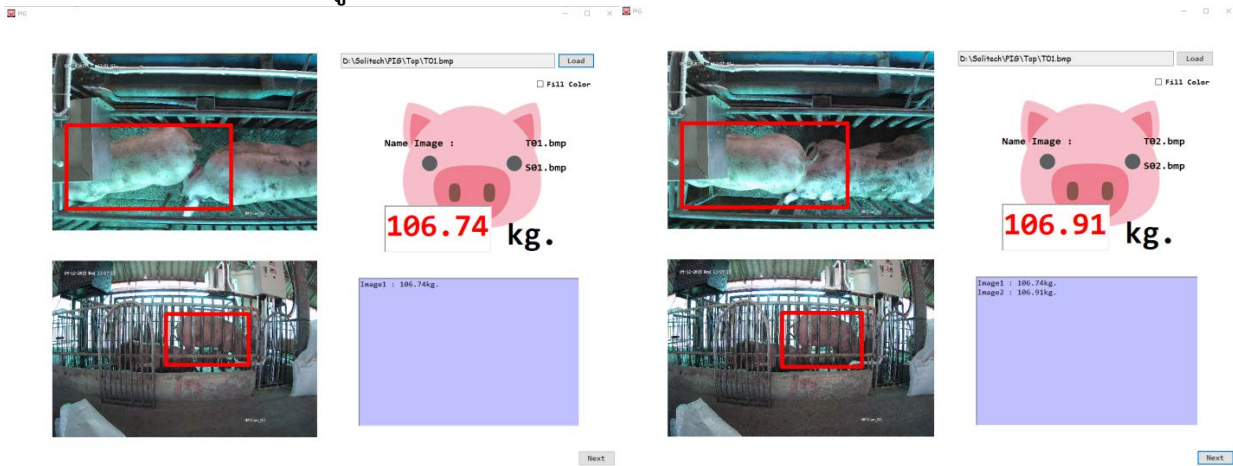 PIG
D:\Solitech\PIG\Top\T01.bmp
Load
Fill Color
Name Image :
T01.bmp
S01.bmp
106.74
kg.
Image1 : 106.74kg.
Next
PIG
D:\Solitech\PIG\Top\T01.bmp
Load
Fill Color
Name Image :
T02.bmp
S02.bmp
106.91
kg.
Image1 : 106.74kg.
Image2 : 106.91kg.
Next